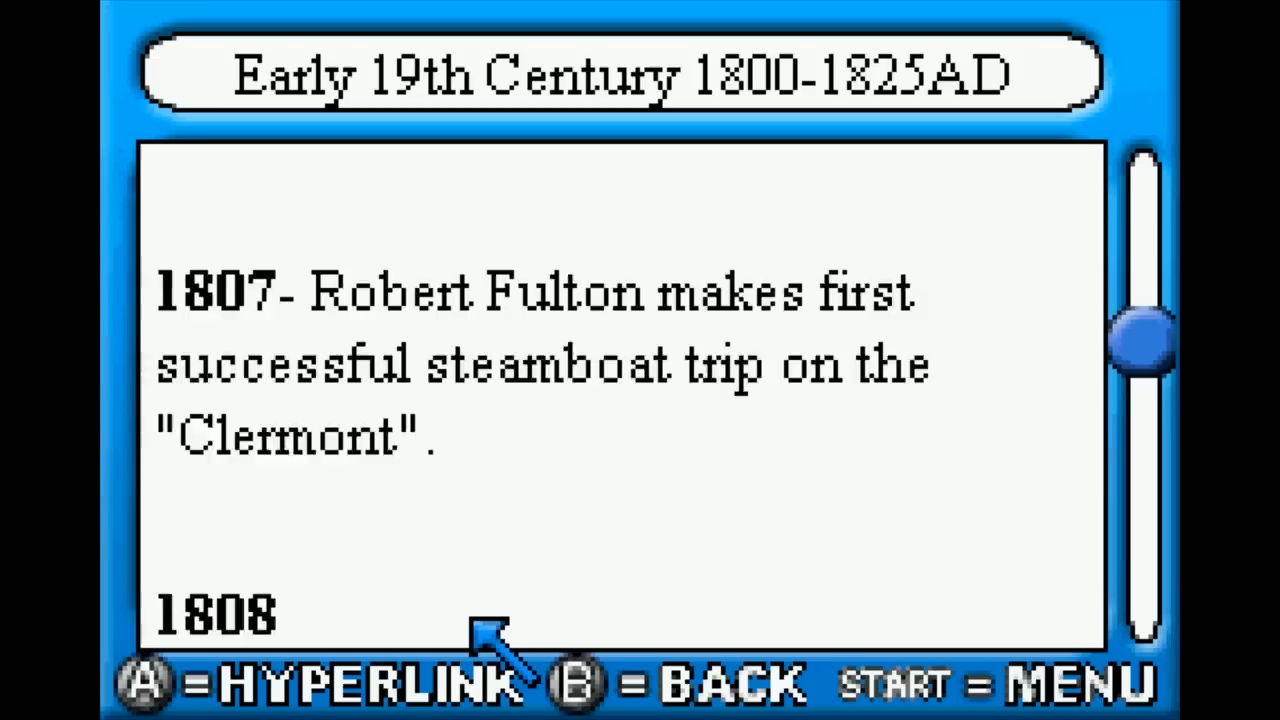 Early 19th Century 1800-1825AD
1807- Robert Fulton makes first
successful steamboat trip on the
"Clermont".
1808
A =HYPERLINK B = BACK START = MENU